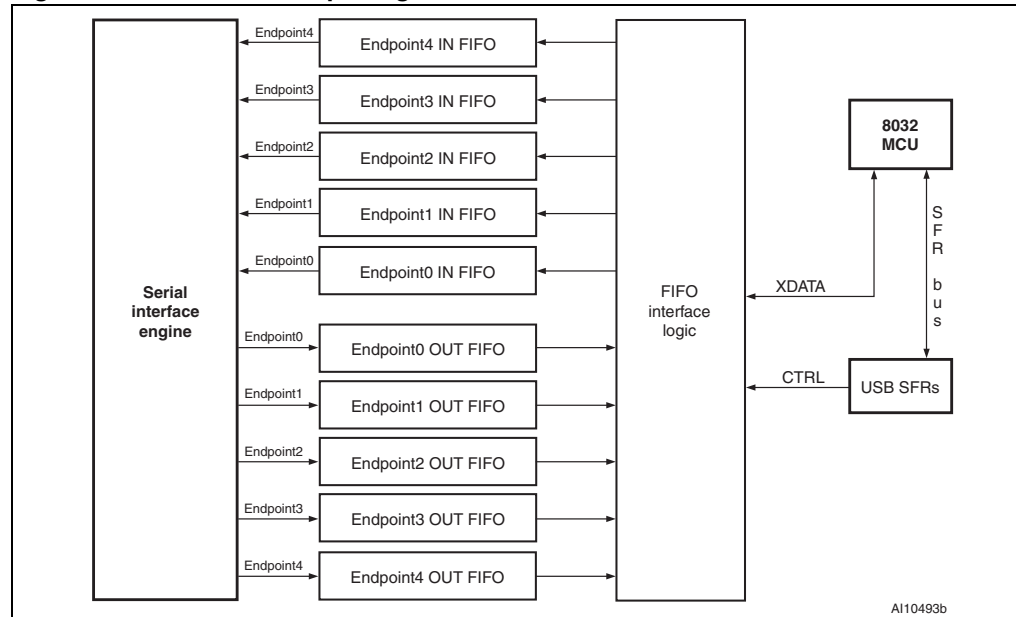 Endpoint4
Endpoint4 IN FIFO
Endpoint3
Endpoint3 IN FIFO
Endpoint2
Endpoint2 IN FIFO
Endpoint1
Endpoint1 IN FIFO
Endpoint0
Endpoint0 IN FIFO
Serial
interface
engine
Endpoint0
Endpoint0 OUT FIFO
Endpoint1
Endpoint1 OUT FIFO
Endpoint2
Endpoint2 OUT FIFO
Endpoint3
Endpoint3 OUT FIFO
Endpoint4
Endpoint4 OUT FIFO
FIFO
interface
logic
XDATA
CTRL
8032
MCU
SFR bus
USB SFRs
AI10493b